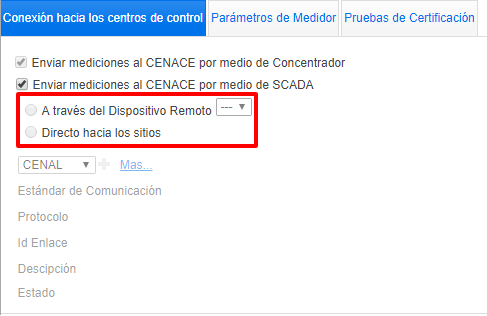 Conexión hacia los centros de control Parámetros de Medidor Pruebas de Certificación
Enviar mediciones al CENACE por medio de Concentrador
Enviar mediciones al CENACE por medio de SCADA
A través del Dispositivo Remoto ---
Directo hacia los sitios
CENAL Mas...
Estándar de Comunicación
Protocolo
Id Enlace
Descipción
Estado